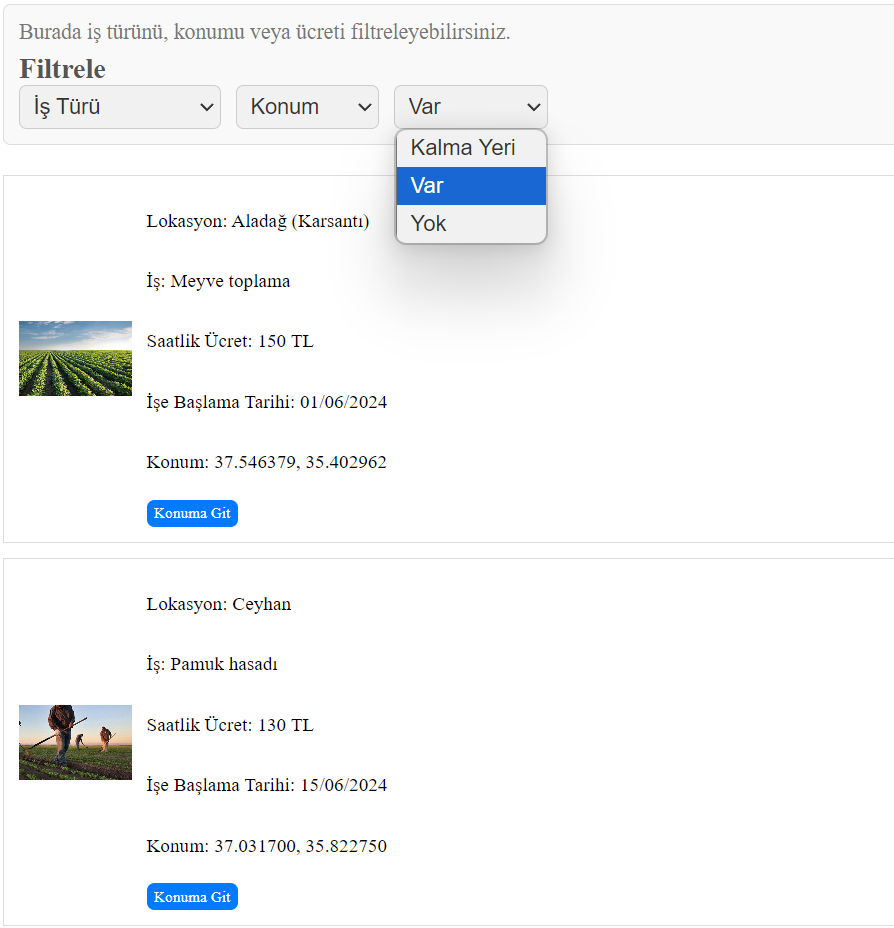 Burada iş türünü, konumu veya ücreti filtreleyebilirsiniz.
Filtrele
İş Türü
Konum
Var
Kalma Yeri
Var
Yok
Lokasyon: Aladağ (Karsantı)
İş: Meyve toplama
Saatlik Ücret: 150 TL
İşe Başlama Tarihi: 01/06/2024
Konum: 37.546379, 35.402962
Konuma Git
Lokasyon: Ceyhan
İş: Pamuk hasadı
Saatlik Ücret: 130 TL
İşe Başlama Tarihi: 15/06/2024
Konum: 37.031700, 35.822750
Konuma Git